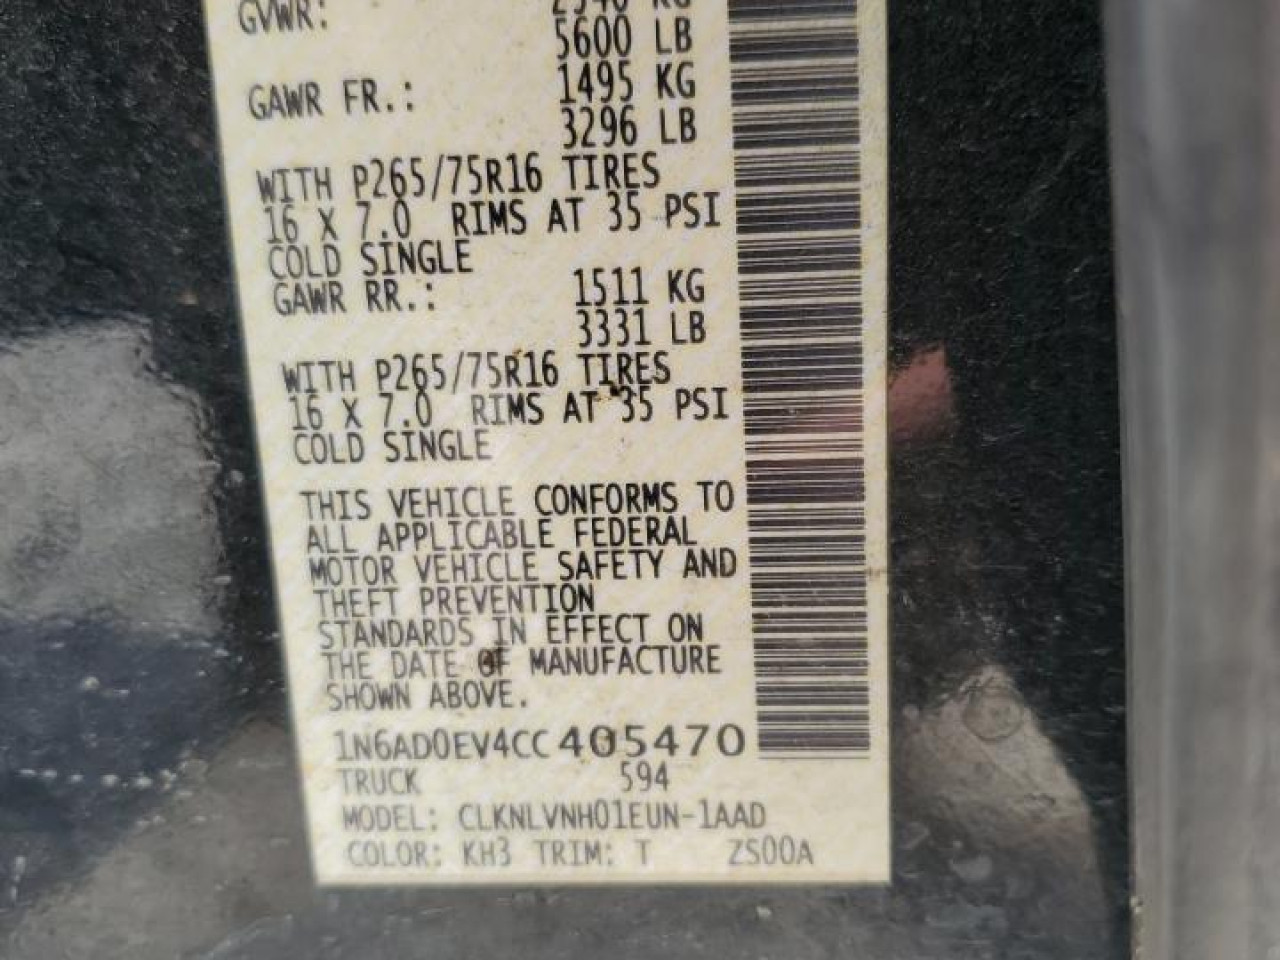 GVWR: 2540 KG
5600 LB
GAWR FR.: 1495 KG
3296 LB
WITH P265/75R16 TIRES
16 X 7.0 RIMS AT 35 PSI
COLD SINGLE
GAWR RR.: 1511 KG
3331 LB
WITH P265/75R16 TIRES
16 X 7.0 RIMS AT 35 PSI
COLD SINGLE
THIS VEHICLE CONFORMS TO
ALL APPLICABLE FEDERAL
MOTOR VEHICLE SAFETY AND
THEFT PREVENTION
STANDARDS IN EFFECT ON
THE DATE OF MANUFACTURE
SHOWN ABOVE.
1N6AD0EV4CC405470
TRUCK 594
MODEL: CLKNLVNH01EUN-1AAD
COLOR: KH3 TRIM: T ZS00A